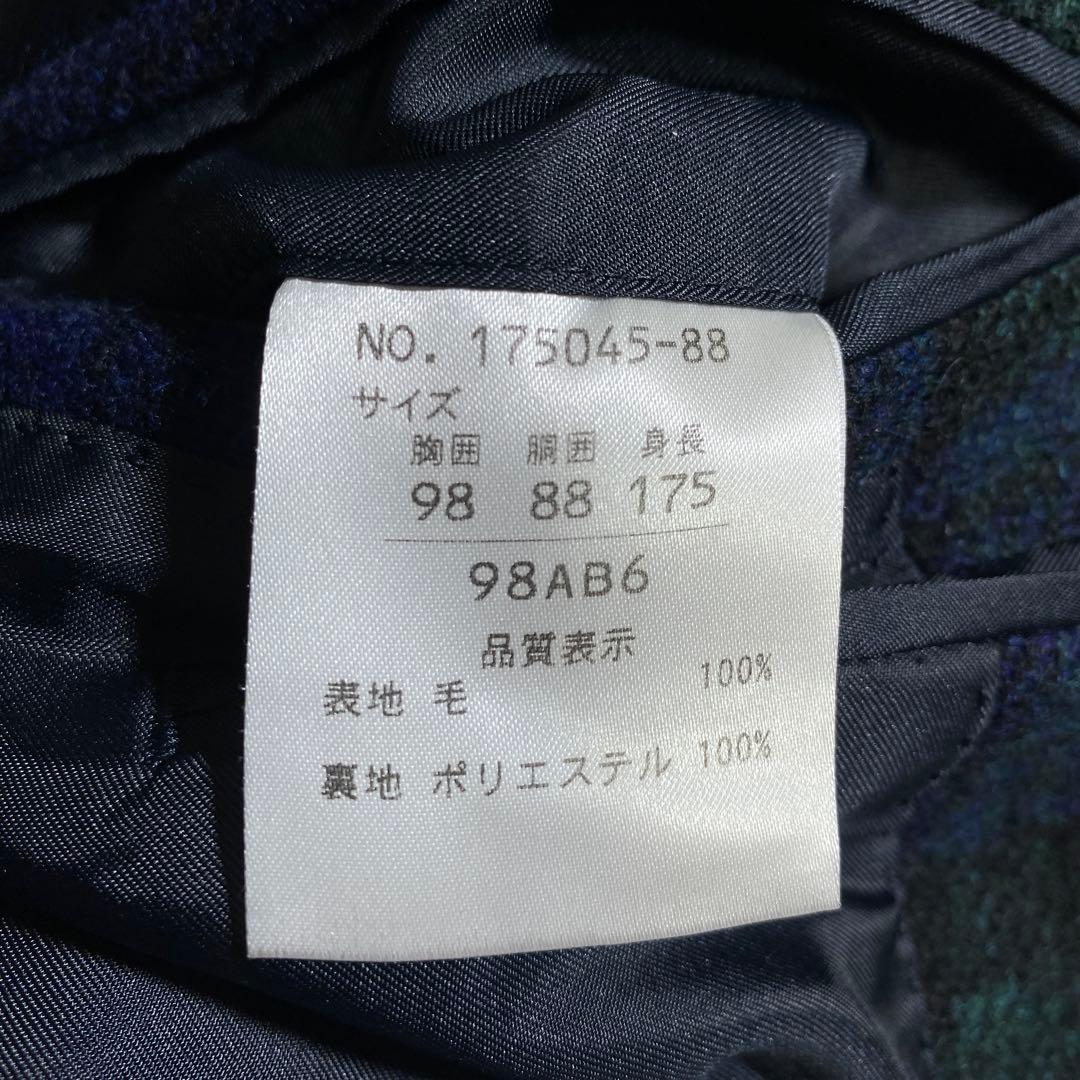 NO. 175045-88
サイズ
胸囲 胴囲 身長
98 88 175
98AB6
品質表示
表地 毛 100%
裏地 ポリエステル 100%